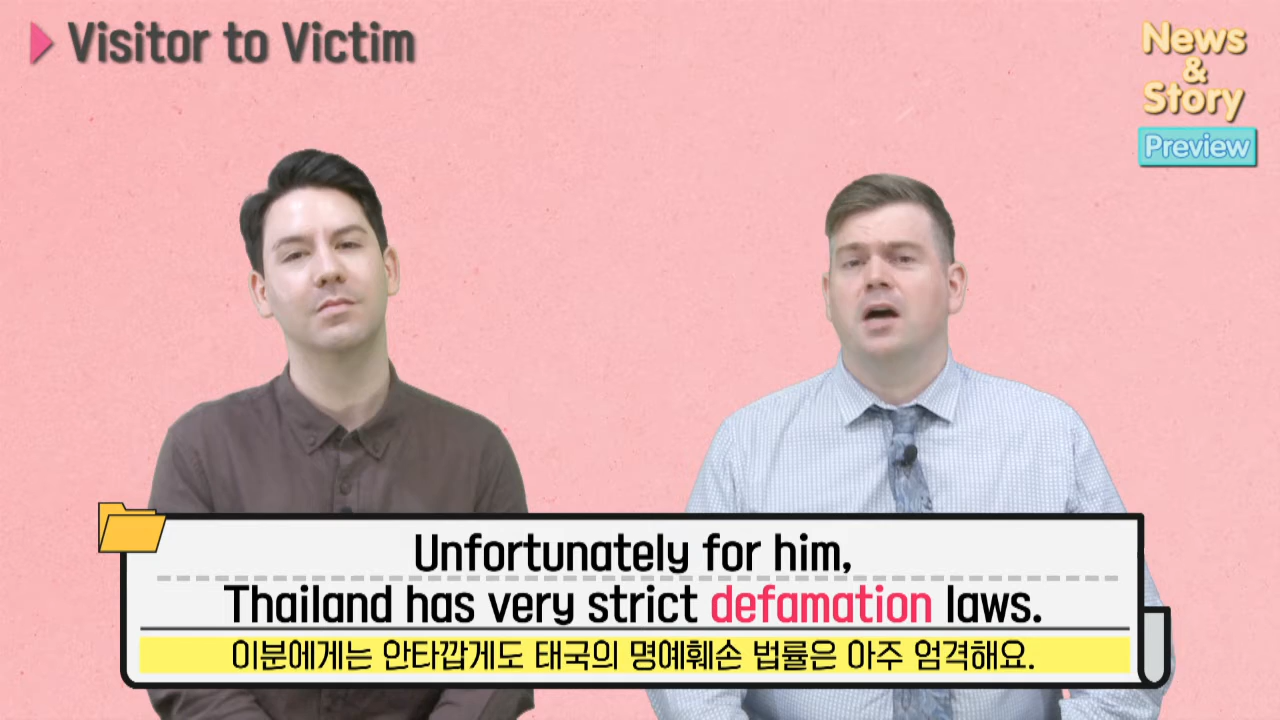 Visitor to Victim
News
&
Story
Preview
Unfortunately for him,
Thailand has very strict defamation laws.
이분에게는 안타깝게도 태국의 명예훼손 법률은 아주 엄격해요.